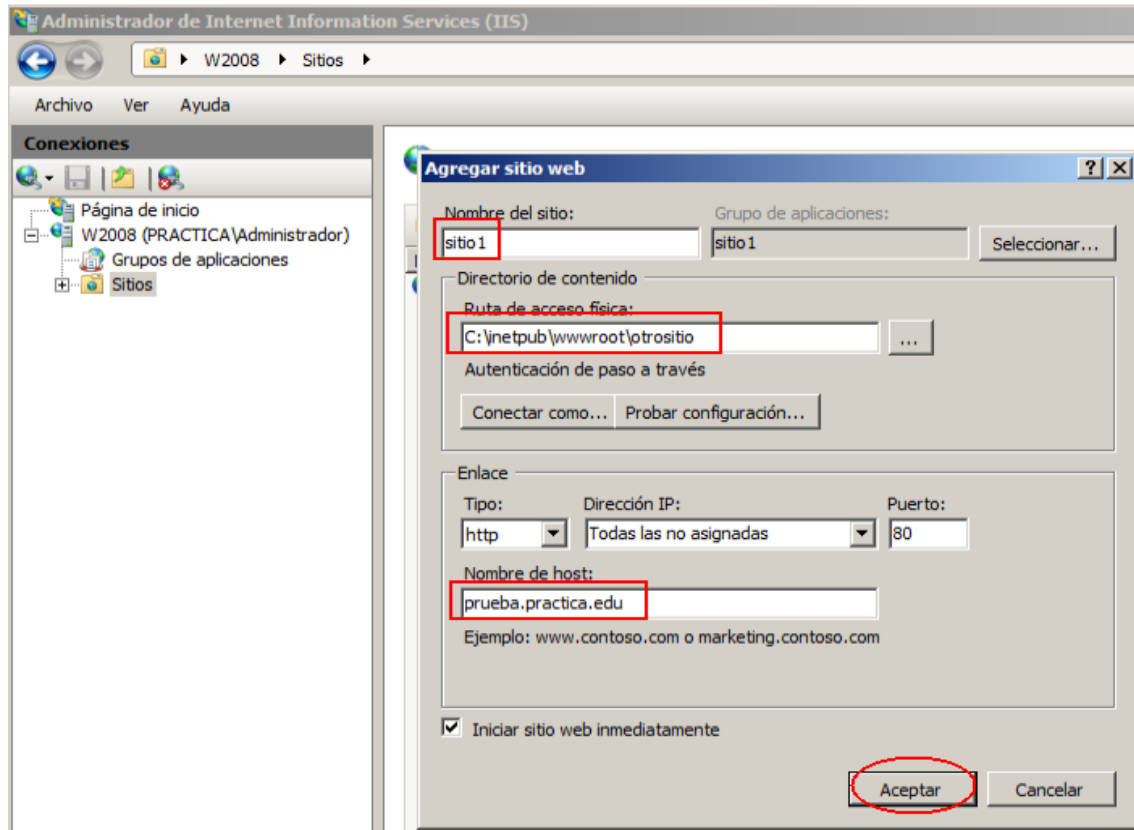 Administrador de Internet Information Services (IIS)
W2008 Sitios
Archivo Ver Ayuda
Conexiones
Página de inicio
W2008 (PRACTICA\Administrador)
Grupos de aplicaciones
Sitios
Agregar sitio web
Nombre del sitio: Grupo de aplicaciones:
sitio1 sitio1 Seleccionar...
Directorio de contenido
Ruta de acceso física:
C:\inetpub\wwwroot\otrositio ...
Autenticación de paso a través
Conectar como... Probar configuración...
Enlace
Tipo: Dirección IP: Puerto:
http Todas las no asignadas 80
Nombre de host:
prueba.practica.edu
Ejemplo: www.contoso.com o marketing.contoso.com
Iniciar sitio web inmediatamente
Aceptar Cancelar